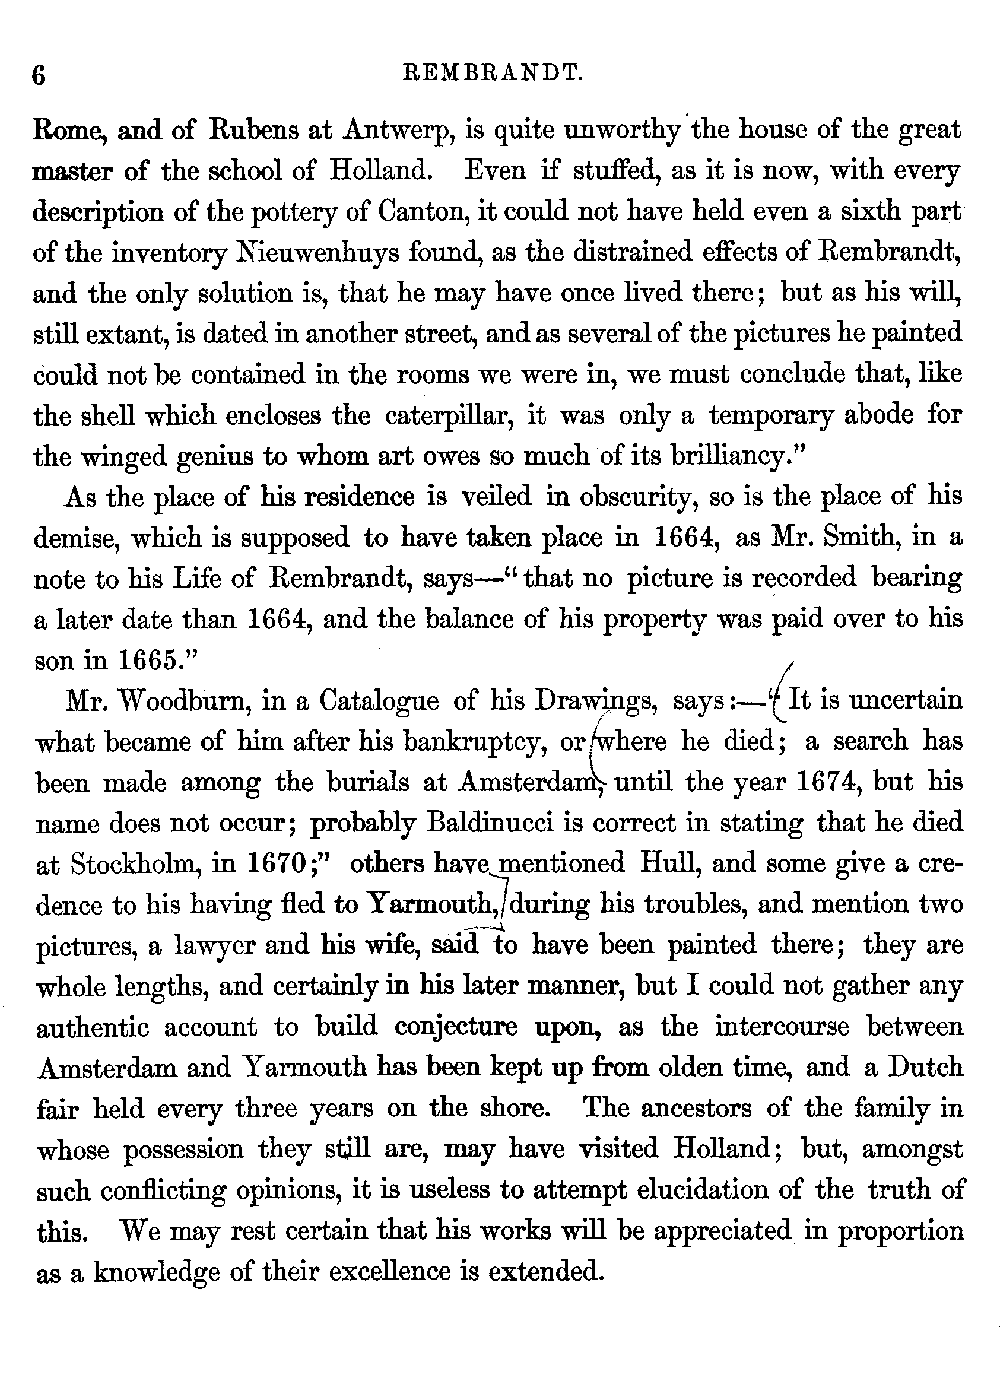 6 REMBRANDT.
Rome, and of Rubens at Antwerp, is quite unworthy the house of the great
master of the school of Holland. Even if stuffed, as it is now, with every
description of the pottery of Canton, it could not have held even a sixth part
of the inventory Nieuwenhuys found, as the distrained effects of Rembrandt,
and the only solution is, that he may have once lived there; but as his will,
still extant, is dated in another street, and as several of the pictures he painted
could not be contained in the rooms we were in, we must conclude that, like
the shell which encloses the caterpillar, it was only a temporary abode for
the winged genius to whom art owes so much of its brilliancy.”
As the place of his residence is veiled in obscurity, so is the place of his
demise, which is supposed to have taken place in 1664, as Mr. Smith, in a
note to his Life of Rembrandt, says—“that no picture is recorded bearing
a later date than 1664, and the balance of his property was paid over to his
son in 1665.”
Mr. Woodburn, in a Catalogue of his Drawings, says:—“It is uncertain
what became of him after his bankruptcy, or where he died; a search has
been made among the burials at Amsterdam, until the year 1674, but his
name does not occur; probably Baldinucci is correct in stating that he died
at Stockholm, in 1670;” others have mentioned Hull, and some give a cre-
dence to his having fled to Yarmouth, during his troubles, and mention two
pictures, a lawyer and his wife, said to have been painted there; they are
whole lengths, and certainly in his later manner, but I could not gather any
authentic account to build conjecture upon, as the intercourse between
Amsterdam and Yarmouth has been kept up from olden time, and a Dutch
fair held every three years on the shore. The ancestors of the family in
whose possession they still are, may have visited Holland; but, amongst
such conflicting opinions, it is useless to attempt elucidation of the truth of
this. We may rest certain that his works will be appreciated in proportion
as a knowledge of their excellence is extended.